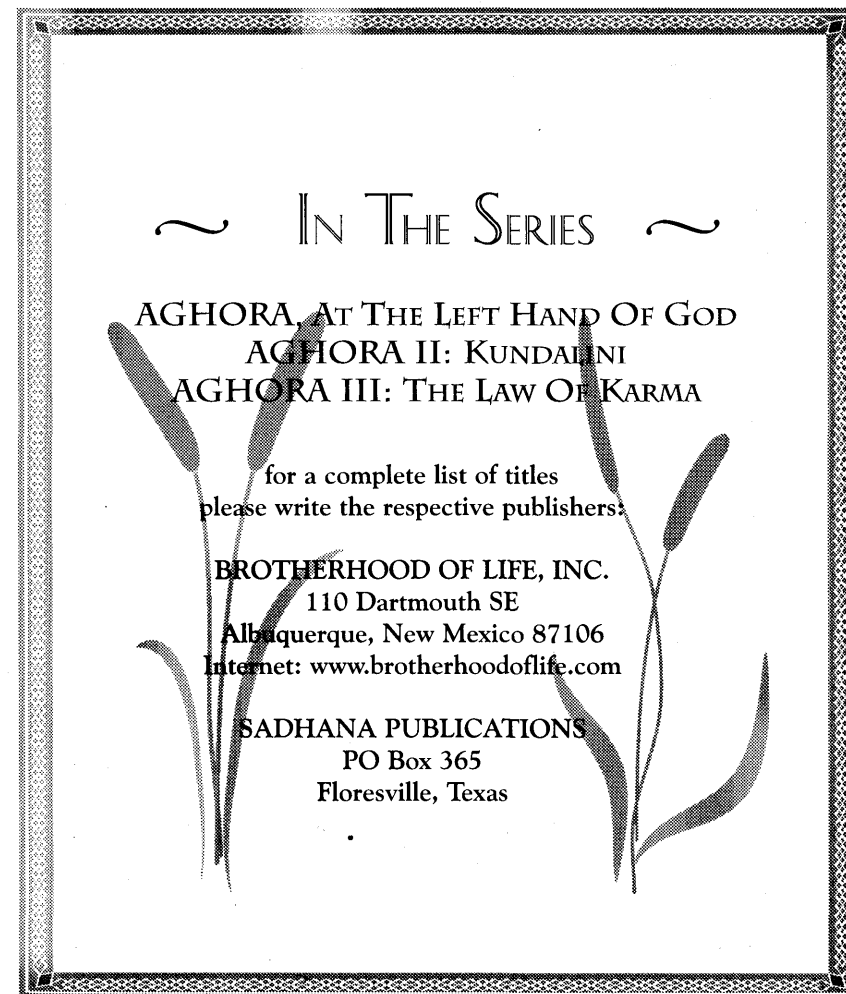 ~ In The Series ~
AGHORA, At The Left Hand Of God
AGHORA II: Kundalini
AGHORA III: The Law Of Karma
for a complete list of titles
please write the respective publishers:
BROTHERHOOD OF LIFE, INC.
110 Dartmouth SE
Albuquerque, New Mexico 87106
Internet: www.brotherhoodoflife.com
SADHANA PUBLICATIONS
PO Box 365
Floresville, Texas